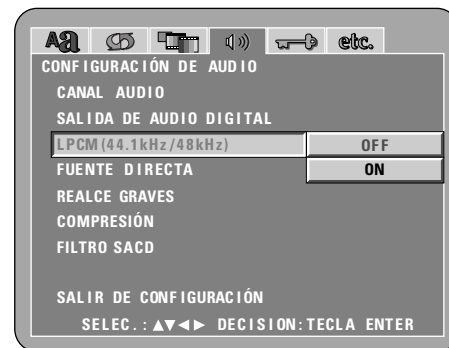 Aa etc.
CONFIGURACIÓN DE AUDIO
CANAL AUDIO
SALIDA DE AUDIO DIGITAL
LPCM(44.1kHz/48kHz) OFF
FUENTE DIRECTA ON
REALCE GRAVES
COMPRESIÓN
FILTRO SACD
SALIR DE CONFIGURACIÓN
SELEC.:▲▼◄► DECISION:TECLA ENTER